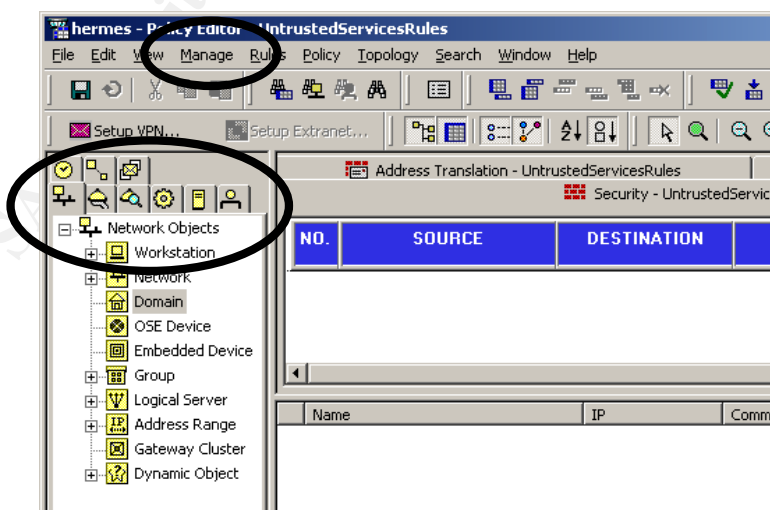 hermes - Policy Editor - UntrustedServicesRules
File Edit View Manage Rules Policy Topology Search Window Help
Setup VPN... Setup Extranet...
Address Translation - UntrustedServicesRules
Security - UntrustedServic
Network Objects
Workstation
Network
Domain
OSE Device
Embedded Device
Group
Logical Server
IP Address Range
Gateway Cluster
Dynamic Object
NO. SOURCE DESTINATION
Name IP Comm